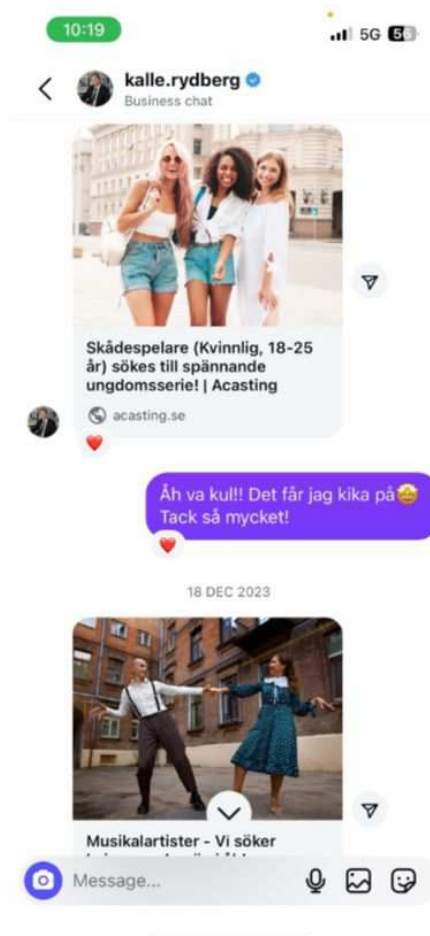 10:19
5G 56
kalle.rydberg
Business chat
Skådespelare (Kvinnlig, 18-25
år) sökes till spännande
ungdomsserie! | Acasting
acasting.se
Åh va kul!! Det får jag kika på🤩
Tack så mycket!
18 DEC 2023
Musikalartister - Vi söker
Message...